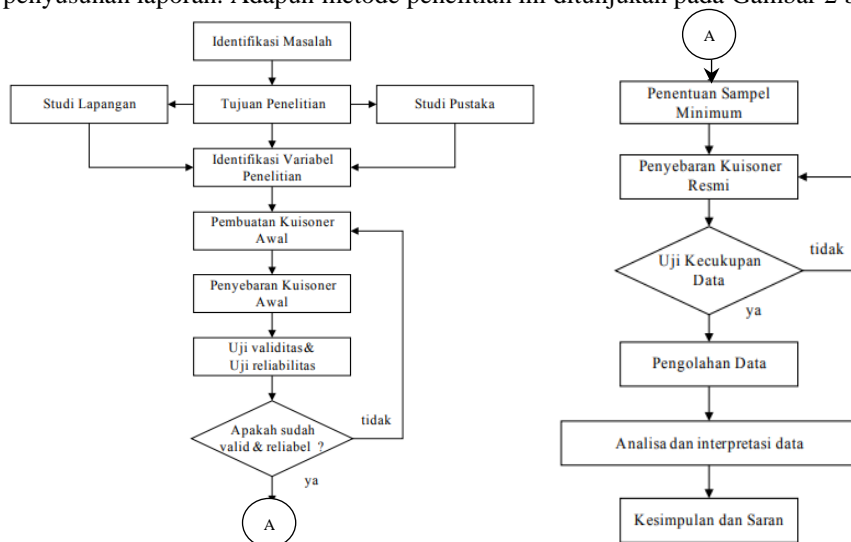 penyusunan laporan. Adapun metode penelitian ini ditunjukan pada Gambar 2
Identifikasi Masalah
Studi Lapangan
Tujuan Penelitian
Studi Pustaka
Identifikasi Variabel
Penelitian
Pembuatan Kuisoner
Awal
Penyebaran Kuisoner
Awal
Uji validitas&
Uji reliabilitas
Apakah sudah
valid & reliabel ?
tidak
ya
A
A
Penentuan Sampel
Minimum
Penyebaran Kuisoner
Resmi
Uji Kecukupan
Data
tidak
ya
Pengolahan Data
Analisa dan interpretasi data
Kesimpulan dan Saran